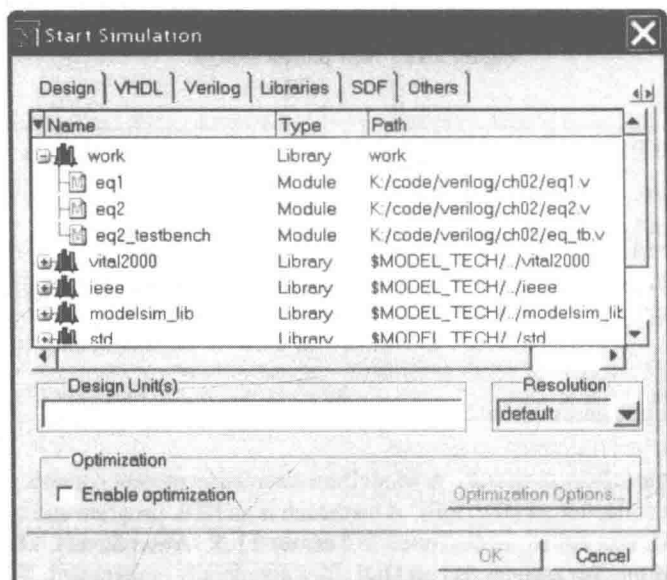 Start Simulation
Design VHDL Verilog Libraries SDF Others
Name Type Path
work Library work
eq1 Module K:/code/verilog/ch02/eq1.v
eq2 Module K:/code/verilog/ch02/eq2.v
eq2_testbench Module K:/code/verilog/ch02/eq_tb.v
vital2000 Library $MODEL_TECH/../vital2000
ieee Library $MODEL_TECH/../ieee
modelsim_lib Library $MODEL_TECH/../modelsim_lib
std Library $MODEL_TECH/../std
Design Unit(s) Resolution
default
Optimization
Enable optimization Optimization Options...
OK Cancel